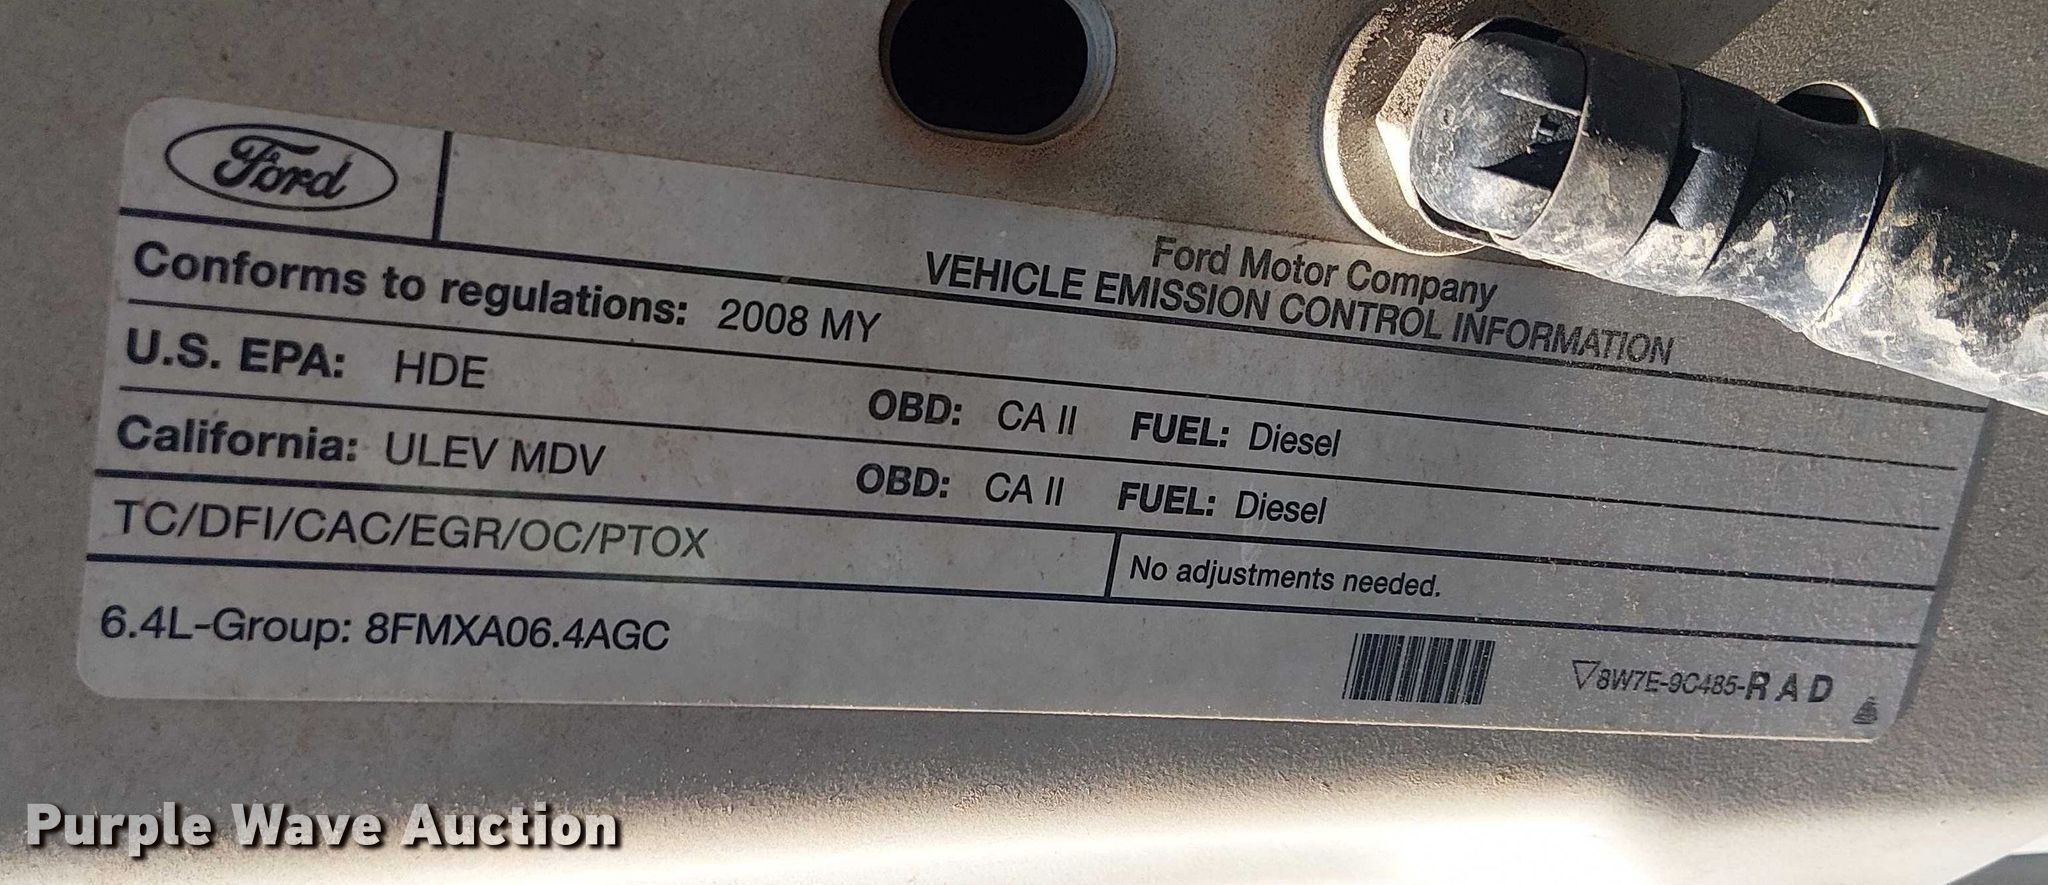 Ford
Ford Motor Company
VEHICLE EMISSION CONTROL INFORMATION
Conforms to regulations: 2008 MY
U.S. EPA: HDE OBD: CA II FUEL: Diesel
California: ULEV MDV OBD: CA II FUEL: Diesel
TC/DFI/CAC/EGR/OC/PTOX No adjustments needed.
6.4L-Group: 8FMXA06.4AGC
8W7E-9C485-R A D
Purple Wave Auction